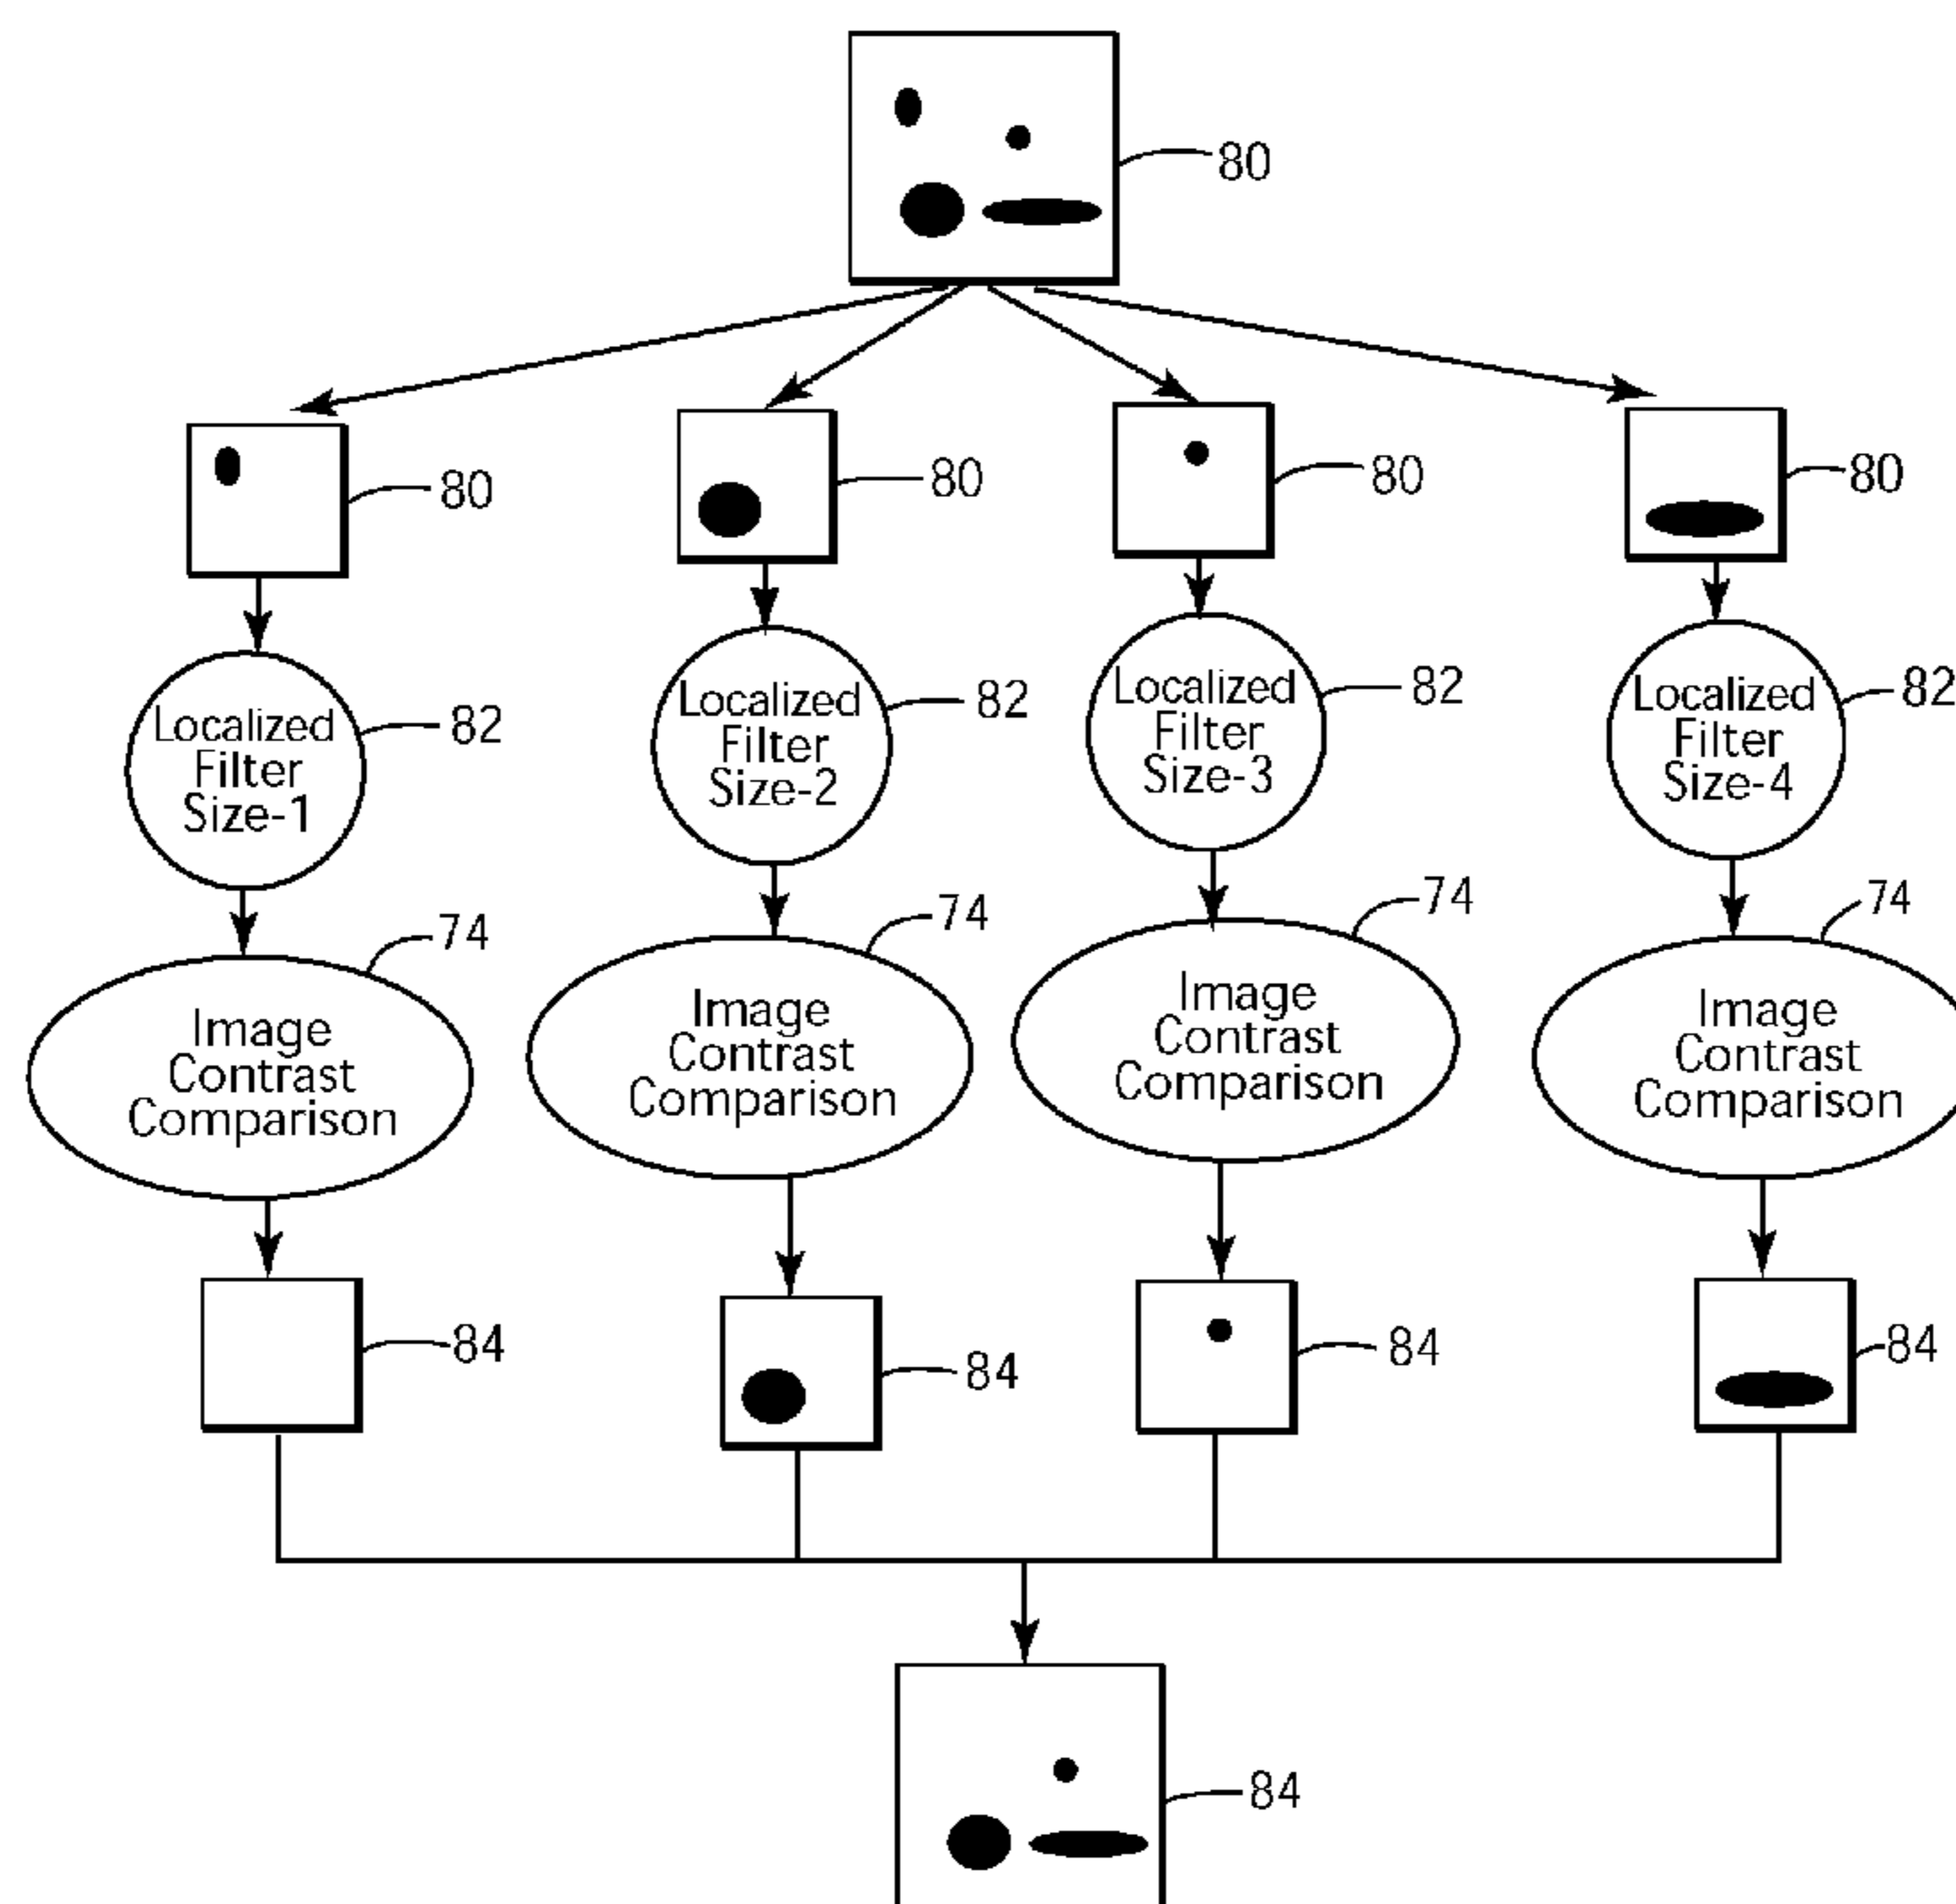 80
80
80
80
80
Localized
Filter
Size-1
82
Localized
Filter
Size-2
82
Localized
Filter
Size-3
82
Localized
Filter
Size-4
82
74
Image
Contrast
Comparison
74
Image
Contrast
Comparison
74
Image
Contrast
Comparison
74
Image
Contrast
Comparison
84
84
84
84
84